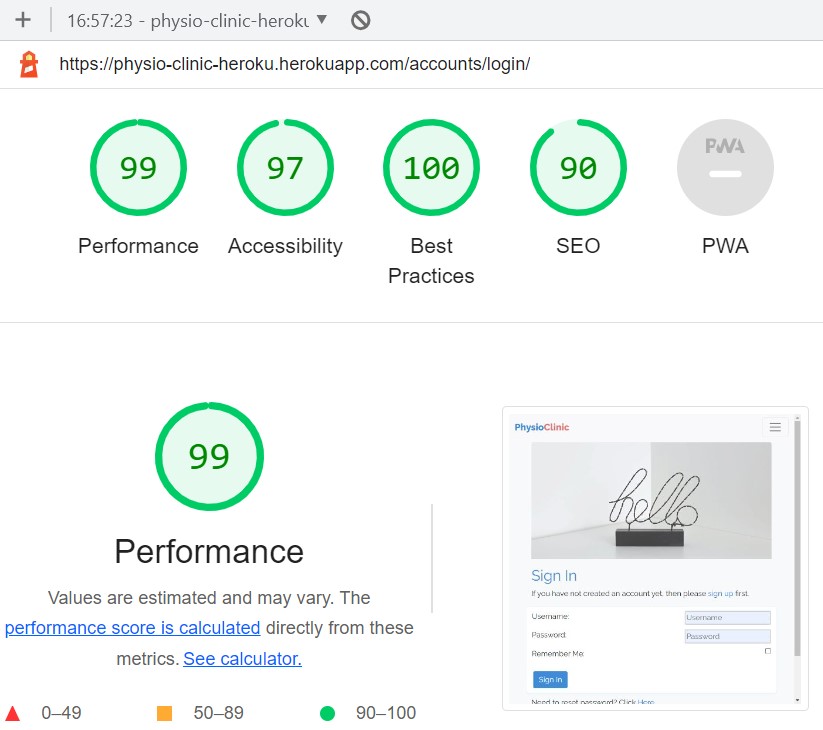 16:57:23 - physio-clinic-heroku
https://physio-clinic-heroku.herokuapp.com/accounts/login/
99
97
100
90
PWA
Performance
Accessibility
Best
Practices
SEO
PWA
99
Performance
Values are estimated and may vary. The
performance score is calculated directly from these
metrics. See calculator.
0–49
50–89
90–100
PhysioClinic
hello
Sign In
If you have not created an account yet, then please sign up first.
Username:
Username
Password:
Password
Remember Me:
Sign In
Need to reset password? Click Here